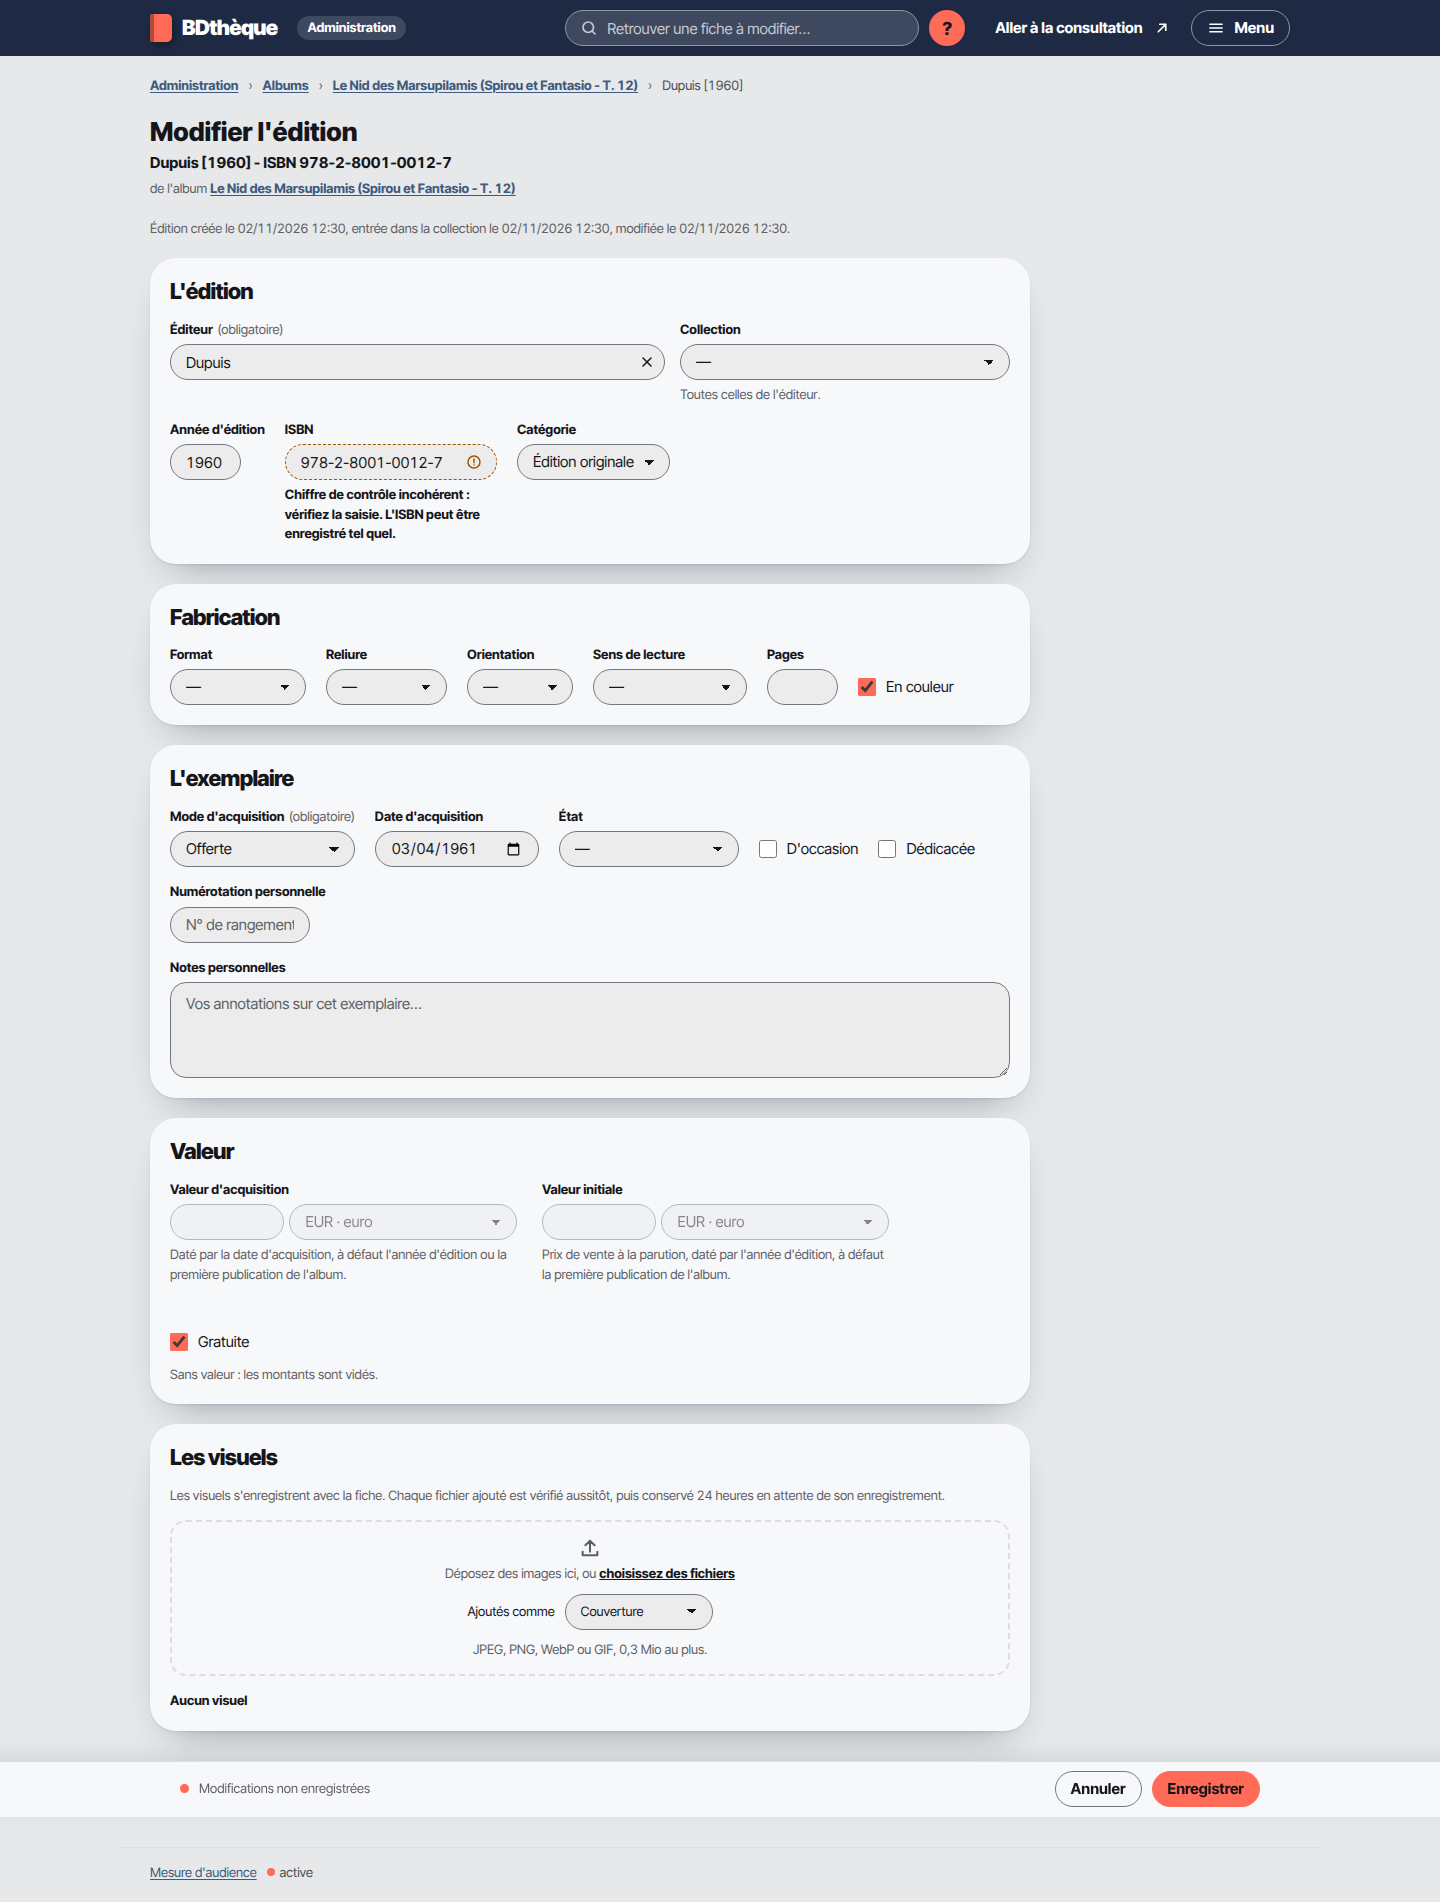 BDthèque
Administration
Retrouver une fiche à modifier...
?
Aller à la consultation
Menu
Administration › Albums › Le Nid des Marsupilamis (Spirou et Fantasio - T. 12) › Dupuis [1960]
Modifier l'édition
Dupuis [1960] - ISBN 978-2-8001-0012-7
de l'album Le Nid des Marsupilamis (Spirou et Fantasio - T. 12)
Édition créée le 02/11/2026 12:30, entrée dans la collection le 02/11/2026 12:30, modifiée le 02/11/2026 12:30.
L'édition
Éditeur (obligatoire)
Collection
Dupuis
—
Toutes celles de l'éditeur.
Année d'édition
ISBN
Catégorie
1960
978-2-8001-0012-7
Édition originale
Chiffre de contrôle incohérent :
vérifiez la saisie. L'ISBN peut être
enregistré tel quel.
Fabrication
Format
Reliure
Orientation
Sens de lecture
Pages
—
—
—
—
En couleur
L'exemplaire
Mode d'acquisition (obligatoire)
Date d'acquisition
État
Offerte
03/04/1961
—
D'occasion
Dédicacée
Numérotation personnelle
N° de rangement
Notes personnelles
Vos annotations sur cet exemplaire...
Valeur
Valeur d'acquisition
Valeur initiale
EUR · euro
EUR · euro
Daté par la date d'acquisition, à défaut l'année d'édition ou la
première publication de l'album.
Prix de vente à la parution, daté par l'année d'édition, à défaut
la première publication de l'album.
Gratuite
Sans valeur : les montants sont vidés.
Les visuels
Les visuels s'enregistrent avec la fiche. Chaque fichier ajouté est vérifié aussitôt, puis conservé 24 heures en attente de son enregistrement.
Déposez des images ici, ou choisissez des fichiers
Ajoutés comme
Couverture
JPEG, PNG, WebP ou GIF, 0,3 Mio au plus.
Aucun visuel
Modifications non enregistrées
Annuler
Enregistrer
Mesure d'audience
active